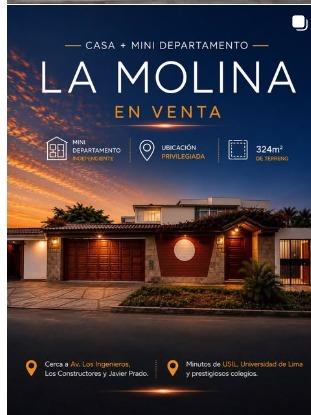 CASA + MINI DEPARTAMENTO
LA MOLINA
EN VENTA
MINI
DEPARTAMENTO
INDEPENDIENTE
UBICACIÓN
PRIVILEGIADA
324m²
DE TERRENO
Cerca a Av. Los Ingenieros,
Los Constructores y Javier Prado.
Minutos de USIL, Universidad de Lima
y prestigiosos colegios.